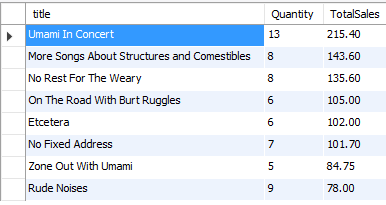 title Quantity TotalSales
Umami In Concert 13 215.40
More Songs About Structures and Comestibles 8 143.60
No Rest For The Weary 8 135.60
On The Road With Burt Ruggles 6 105.00
Etcetera 6 102.00
No Fixed Address 7 101.70
Zone Out With Umami 5 84.75
Rude Noises 9 78.00